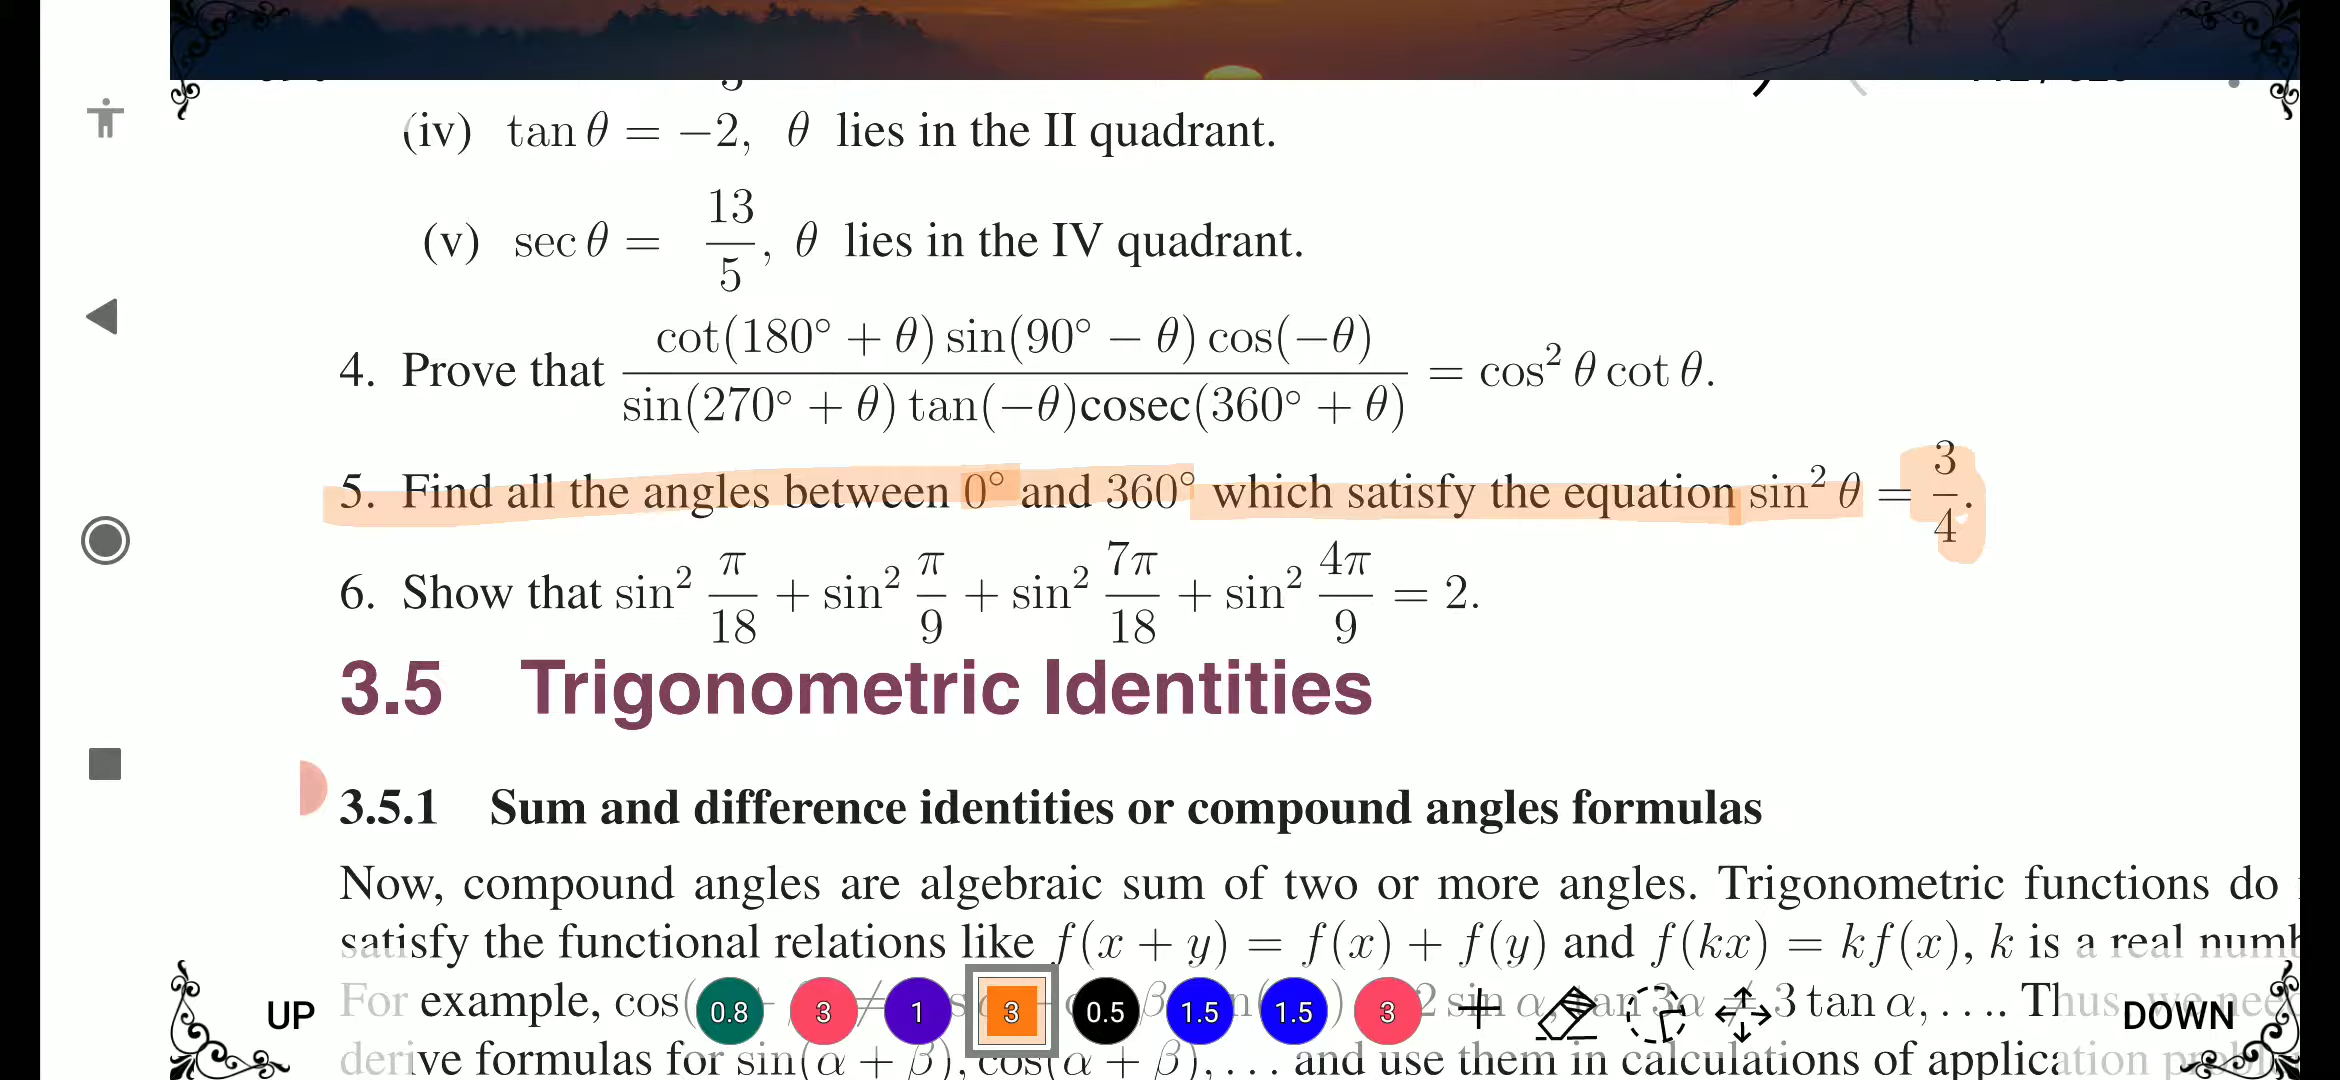 (iv) tan θ = −2, θ lies in the II quadrant.
(v) sec θ = 13/5, θ lies in the IV quadrant.
4. Prove that cot(180° + θ) sin(90° − θ) cos(−θ) / sin(270° + θ) tan(−θ)cosec(360° + θ) = cos² θ cot θ.
5. Find all the angles between 0° and 360° which satisfy the equation sin² θ = 3/4.
6. Show that sin² π/18 + sin² π/9 + sin² 7π/18 + sin² 4π/9 = 2.
3.5 Trigonometric Identities
3.5.1 Sum and difference identities or compound angles formulas
Now, compound angles are algebraic sum of two or more angles. Trigonometric functions do
satisfy the functional relations like f(x + y) = f(x) + f(y) and f(kx) = kf(x), k is a real
For example, cos( 2 sin α, tan 3α ≠ 3 tan α, . . . . Thus, we
derive formulas for sin(α + β), cos(α + β), . . . and use them in calculations of application
UP 0.8 3 1 3 0.5 1.5 1.5 3 DOWN